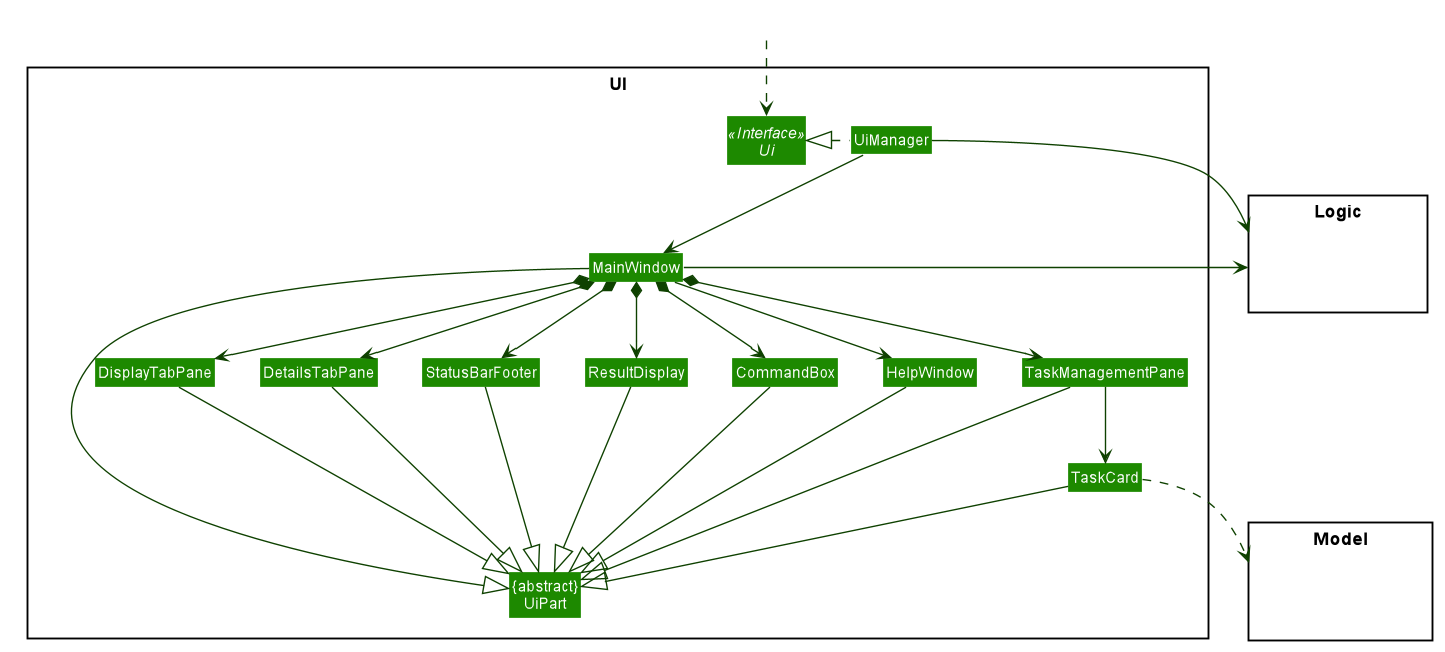 UI
«Interface»
Ui
UiManager
Logic
MainWindow
DisplayTabPane
DetailsTabPane
StatusBarFooter
ResultDisplay
CommandBox
HelpWindow
TaskManagementPane
TaskCard
Model
{abstract}
UiPart